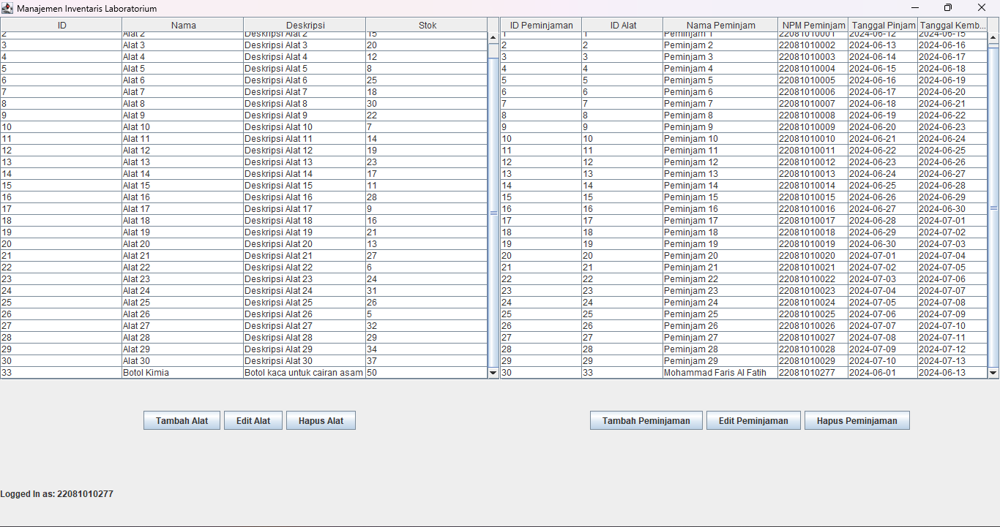 Manajemen Inventaris Laboratorium
ID Nama Deskripsi Stok
2 Alat 2 Deskripsi Alat 2 15
3 Alat 3 Deskripsi Alat 3 20
4 Alat 4 Deskripsi Alat 4 12
5 Alat 5 Deskripsi Alat 5 8
6 Alat 6 Deskripsi Alat 6 25
7 Alat 7 Deskripsi Alat 7 18
8 Alat 8 Deskripsi Alat 8 30
9 Alat 9 Deskripsi Alat 9 22
10 Alat 10 Deskripsi Alat 10 7
11 Alat 11 Deskripsi Alat 11 14
12 Alat 12 Deskripsi Alat 12 19
13 Alat 13 Deskripsi Alat 13 23
14 Alat 14 Deskripsi Alat 14 17
15 Alat 15 Deskripsi Alat 15 11
16 Alat 16 Deskripsi Alat 16 28
17 Alat 17 Deskripsi Alat 17 9
18 Alat 18 Deskripsi Alat 18 16
19 Alat 19 Deskripsi Alat 19 21
20 Alat 20 Deskripsi Alat 20 13
21 Alat 21 Deskripsi Alat 21 27
22 Alat 22 Deskripsi Alat 22 6
23 Alat 23 Deskripsi Alat 23 24
24 Alat 24 Deskripsi Alat 24 31
25 Alat 25 Deskripsi Alat 25 26
26 Alat 26 Deskripsi Alat 26 5
27 Alat 27 Deskripsi Alat 27 32
28 Alat 28 Deskripsi Alat 28 29
29 Alat 29 Deskripsi Alat 29 34
30 Alat 30 Deskripsi Alat 30 37
33 Botol Kimia Botol kaca untuk cairan asam 50
ID Peminjaman ID Alat Nama Peminjam NPM Peminjam Tanggal Pinjam Tanggal Kemb...
1 1 Peminjam 1 22081010001 2024-06-12 2024-06-15
2 2 Peminjam 2 22081010002 2024-06-13 2024-06-16
3 3 Peminjam 3 22081010003 2024-06-14 2024-06-17
4 4 Peminjam 4 22081010004 2024-06-15 2024-06-18
5 5 Peminjam 5 22081010005 2024-06-16 2024-06-19
6 6 Peminjam 6 22081010006 2024-06-17 2024-06-20
7 7 Peminjam 7 22081010007 2024-06-18 2024-06-21
8 8 Peminjam 8 22081010008 2024-06-19 2024-06-22
9 9 Peminjam 9 22081010009 2024-06-20 2024-06-23
10 10 Peminjam 10 22081010010 2024-06-21 2024-06-24
11 11 Peminjam 11 22081010011 2024-06-22 2024-06-25
12 12 Peminjam 12 22081010012 2024-06-23 2024-06-26
13 13 Peminjam 13 22081010013 2024-06-24 2024-06-27
14 14 Peminjam 14 22081010014 2024-06-25 2024-06-28
15 15 Peminjam 15 22081010015 2024-06-26 2024-06-29
16 16 Peminjam 16 22081010016 2024-06-27 2024-06-30
17 17 Peminjam 17 22081010017 2024-06-28 2024-07-01
18 18 Peminjam 18 22081010018 2024-06-29 2024-07-02
19 19 Peminjam 19 22081010019 2024-06-30 2024-07-03
20 20 Peminjam 20 22081010020 2024-07-01 2024-07-04
21 21 Peminjam 21 22081010021 2024-07-02 2024-07-05
22 22 Peminjam 22 22081010022 2024-07-03 2024-07-06
23 23 Peminjam 23 22081010023 2024-07-04 2024-07-07
24 24 Peminjam 24 22081010024 2024-07-05 2024-07-08
25 25 Peminjam 25 22081010025 2024-07-06 2024-07-09
26 26 Peminjam 26 22081010026 2024-07-07 2024-07-10
27 27 Peminjam 27 22081010027 2024-07-08 2024-07-11
28 28 Peminjam 28 22081010028 2024-07-09 2024-07-12
29 29 Peminjam 29 22081010029 2024-07-10 2024-07-13
30 33 Mohammad Faris Al Fatih 22081010277 2024-06-01 2024-06-13
Tambah Alat Edit Alat Hapus Alat
Tambah Peminjaman Edit Peminjaman Hapus Peminjaman
Logged In as: 22081010277